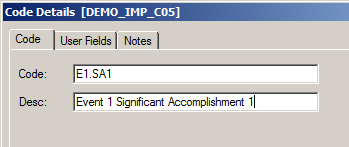 Code Details [DEMO_IMP_C05]
Code User Fields Notes
Code: E1.SA1
Desc: Event 1 Significant Accomplishment 1